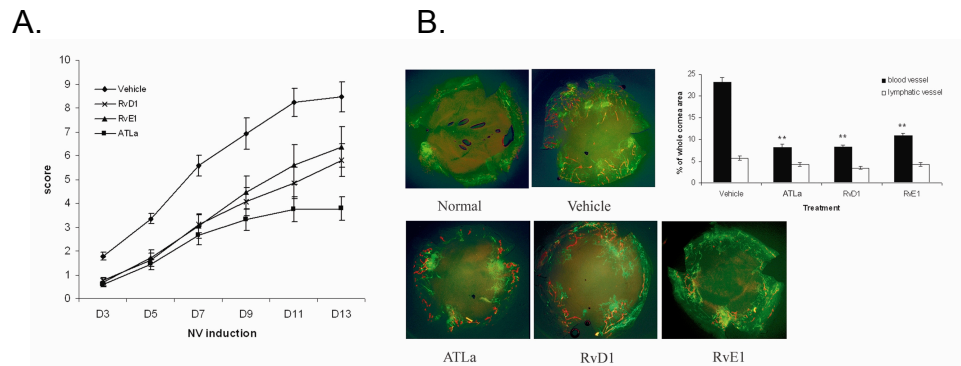 A.
B.
10
9
8
7
6
5
4
3
2
1
0
score
Vehicle
RvD1
RvE1
ATLa
D3 D5 D7 D9 D11 D13
NV induction
Normal
Vehicle
25
20
15
10
5
0
% of whole cornea area
blood vessel
lymphatic vessel
** ** **
Vehicle ATLa RvD1 RvE1
Treatment
ATLa
RvD1
RvE1